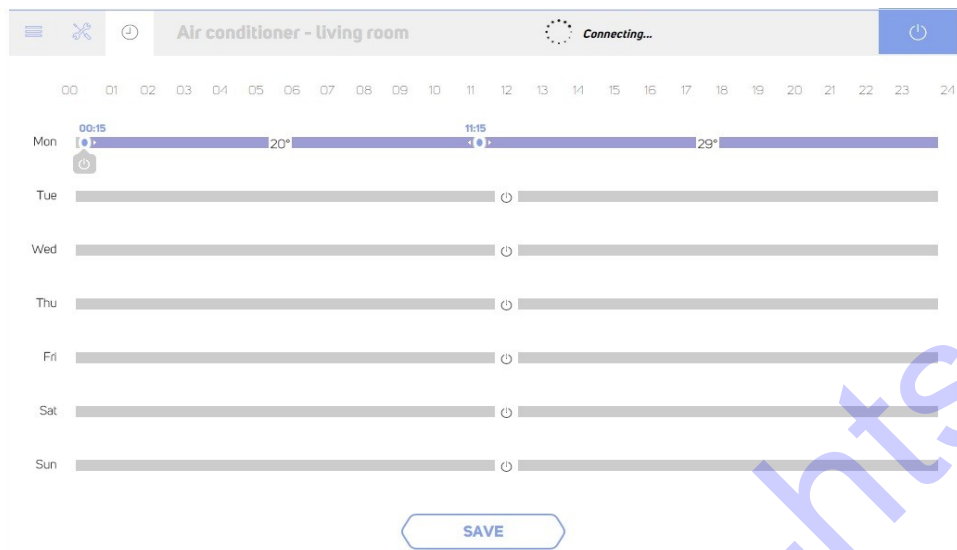 Air conditioner - living room Connecting...
00 01 02 03 04 05 06 07 08 09 10 11 12 13 14 15 16 17 18 19 20 21 22 23 24
00:15 11:15
Mon 20° 29°
Tue
Wed
Thu
Fri
Sat
Sun
SAVE